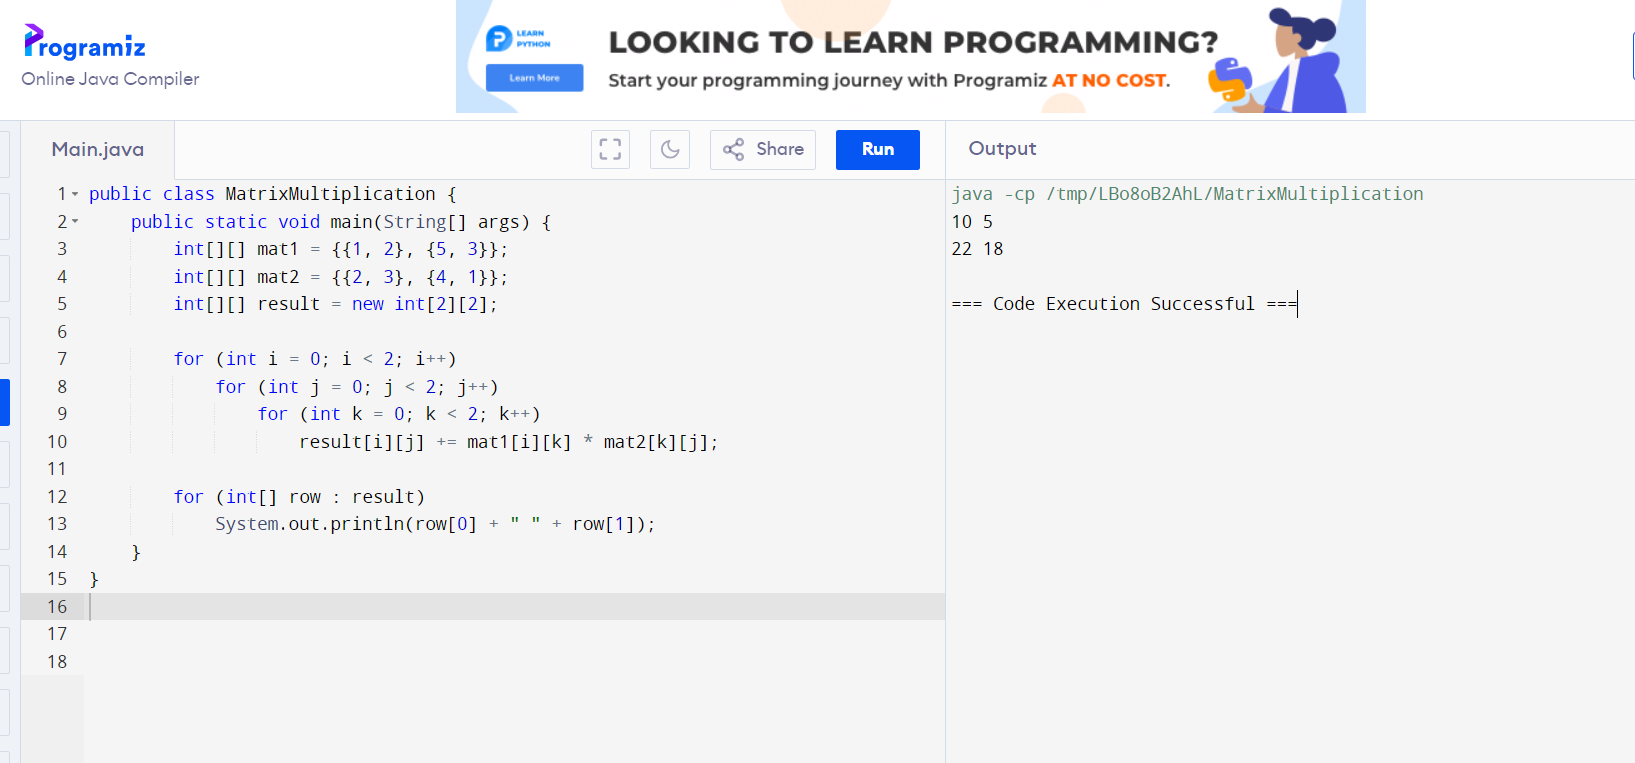 Programiz
Online Java Compiler
LEARN
PYTHON
Learn More
LOOKING TO LEARN PROGRAMMING?
Start your programming journey with Programiz AT NO COST.
Main.java
Share
Run
Output
1 public class MatrixMultiplication {
2     public static void main(String[] args) {
3         int[][] mat1 = {{1, 2}, {5, 3}};
4         int[][] mat2 = {{2, 3}, {4, 1}};
5         int[][] result = new int[2][2];
6
7         for (int i = 0; i < 2; i++)
8             for (int j = 0; j < 2; j++)
9                 for (int k = 0; k < 2; k++)
10                     result[i][j] += mat1[i][k] * mat2[k][j];
11
12         for (int[] row : result)
13             System.out.println(row[0] + " " + row[1]);
14     }
15 }
16
17
18
java -cp /tmp/LBo8oB2AhL/MatrixMultiplication
10 5
22 18
=== Code Execution Successful ===